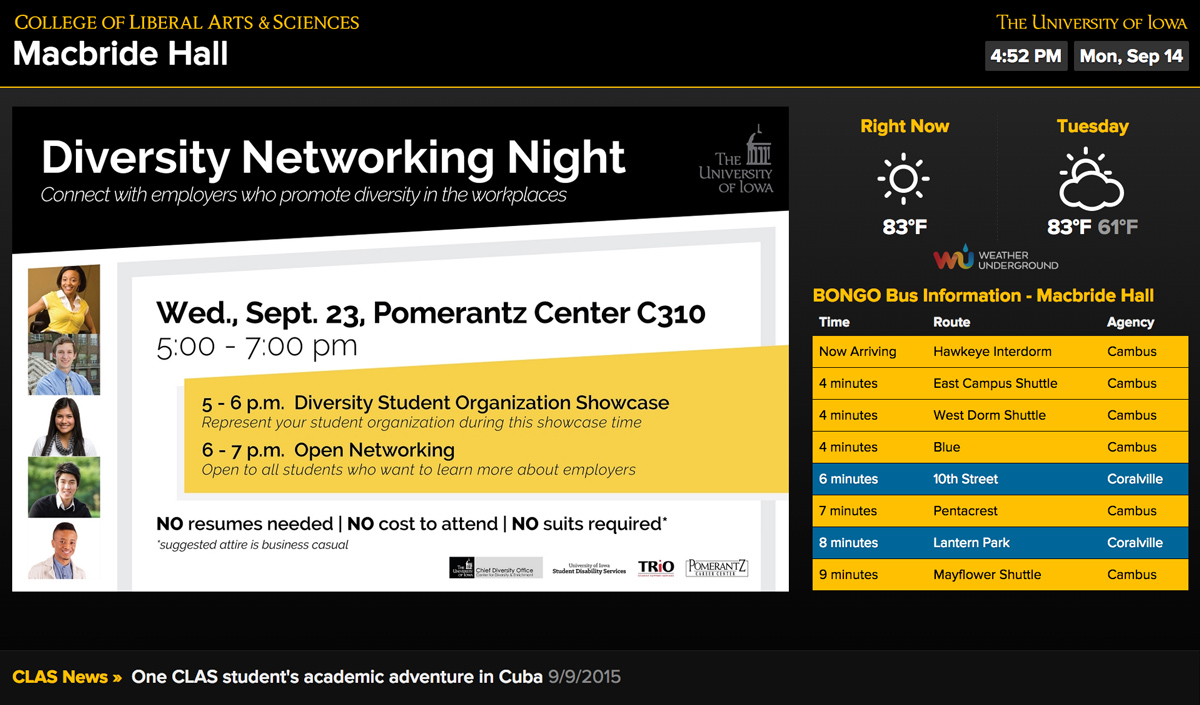 COLLEGE OF LIBERAL ARTS & SCIENCES
Macbride Hall
THE UNIVERSITY OF IOWA
4:52 PM Mon, Sep 14
Diversity Networking Night
Connect with employers who promote diversity in the workplaces
THE
UNIVERSITY
OF IOWA
Wed., Sept. 23, Pomerantz Center C310
5:00 - 7:00 pm
5 - 6 p.m. Diversity Student Organization Showcase
Represent your student organization during this showcase time
6 - 7 p.m. Open Networking
Open to all students who want to learn more about employers
NO resumes needed | NO cost to attend | NO suits required*
*suggested attire is business casual
THE
UNIVERSITY
OF IOWA
Chief Diversity Office
Center for Diversity & Enrichment
University of Iowa
Student Disability Services
TRiO
POMERANTZ
CAREER CENTER
Right Now
83°F
Tuesday
83°F 61°F
WU WEATHER
UNDERGROUND
BONGO Bus Information - Macbride Hall
Time Route Agency
Now Arriving Hawkeye Interdorm Cambus
4 minutes East Campus Shuttle Cambus
4 minutes West Dorm Shuttle Cambus
4 minutes Blue Cambus
6 minutes 10th Street Coralville
7 minutes Pentacrest Cambus
8 minutes Lantern Park Coralville
9 minutes Mayflower Shuttle Cambus
CLAS News » One CLAS student's academic adventure in Cuba 9/9/2015